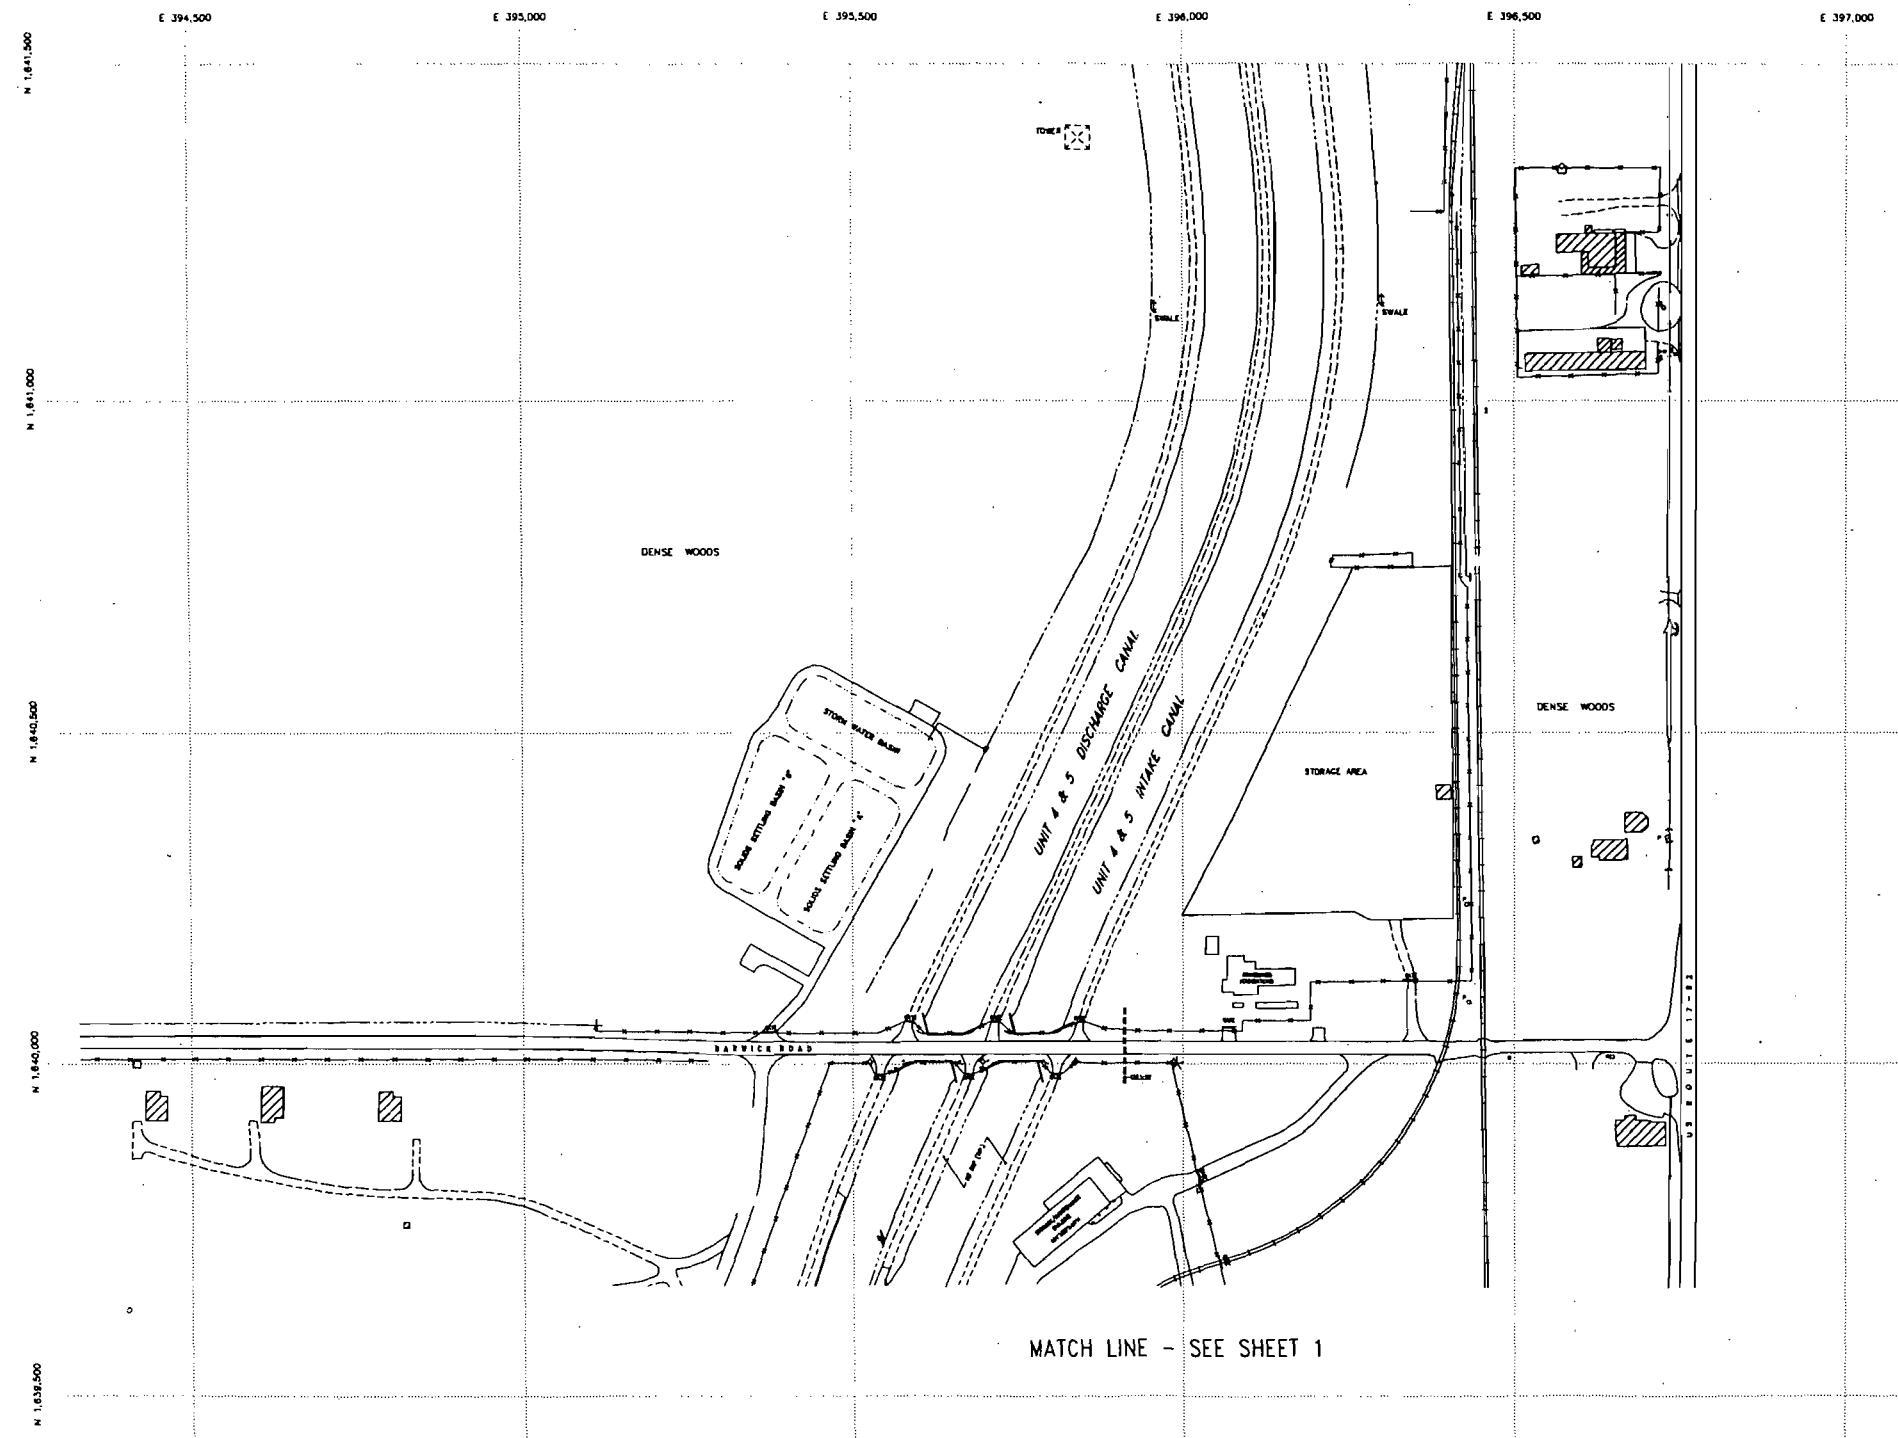 E 394,500
E 395,000
E 395,500
E 396,000
E 396,500
E 397,000
N 1,641,500
TOWER
SWALE
SWALE
N 1,641,000
DENSE WOODS
UNIT 4 & 5 DISCHARGE CANAL
UNIT 4 & 5 INTAKE CANAL
DENSE WOODS
N 1,640,500
STORM WATER BASIN
STORAGE AREA
SOLIDS SETTLING BASIN "B"
SOLIDS SETTLING BASIN "A"
BARWICK ROAD
N 1,640,000
US ROUTE 17-92
MATCH LINE - SEE SHEET 1
N 1,639,500